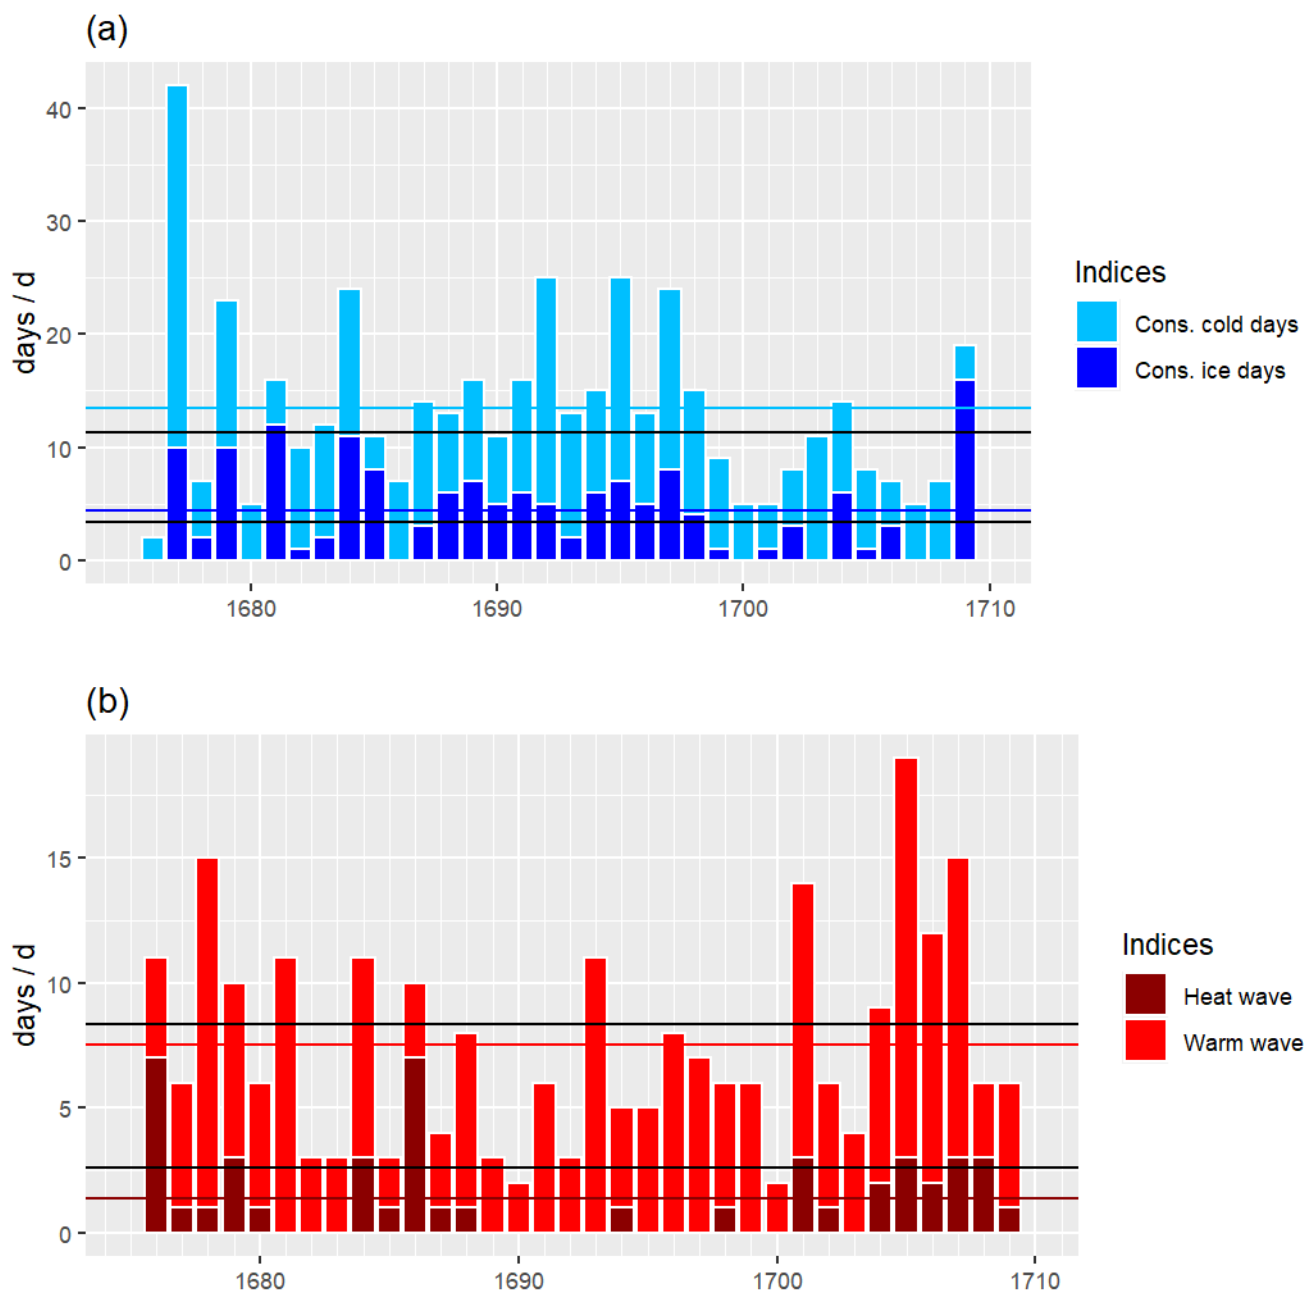 (a)
40
30
20
10
0
days / d
1680 1690 1700 1710
Indices
Cons. cold days
Cons. ice days
(b)
15
10
5
0
days / d
1680 1690 1700 1710
Indices
Heat wave
Warm wave